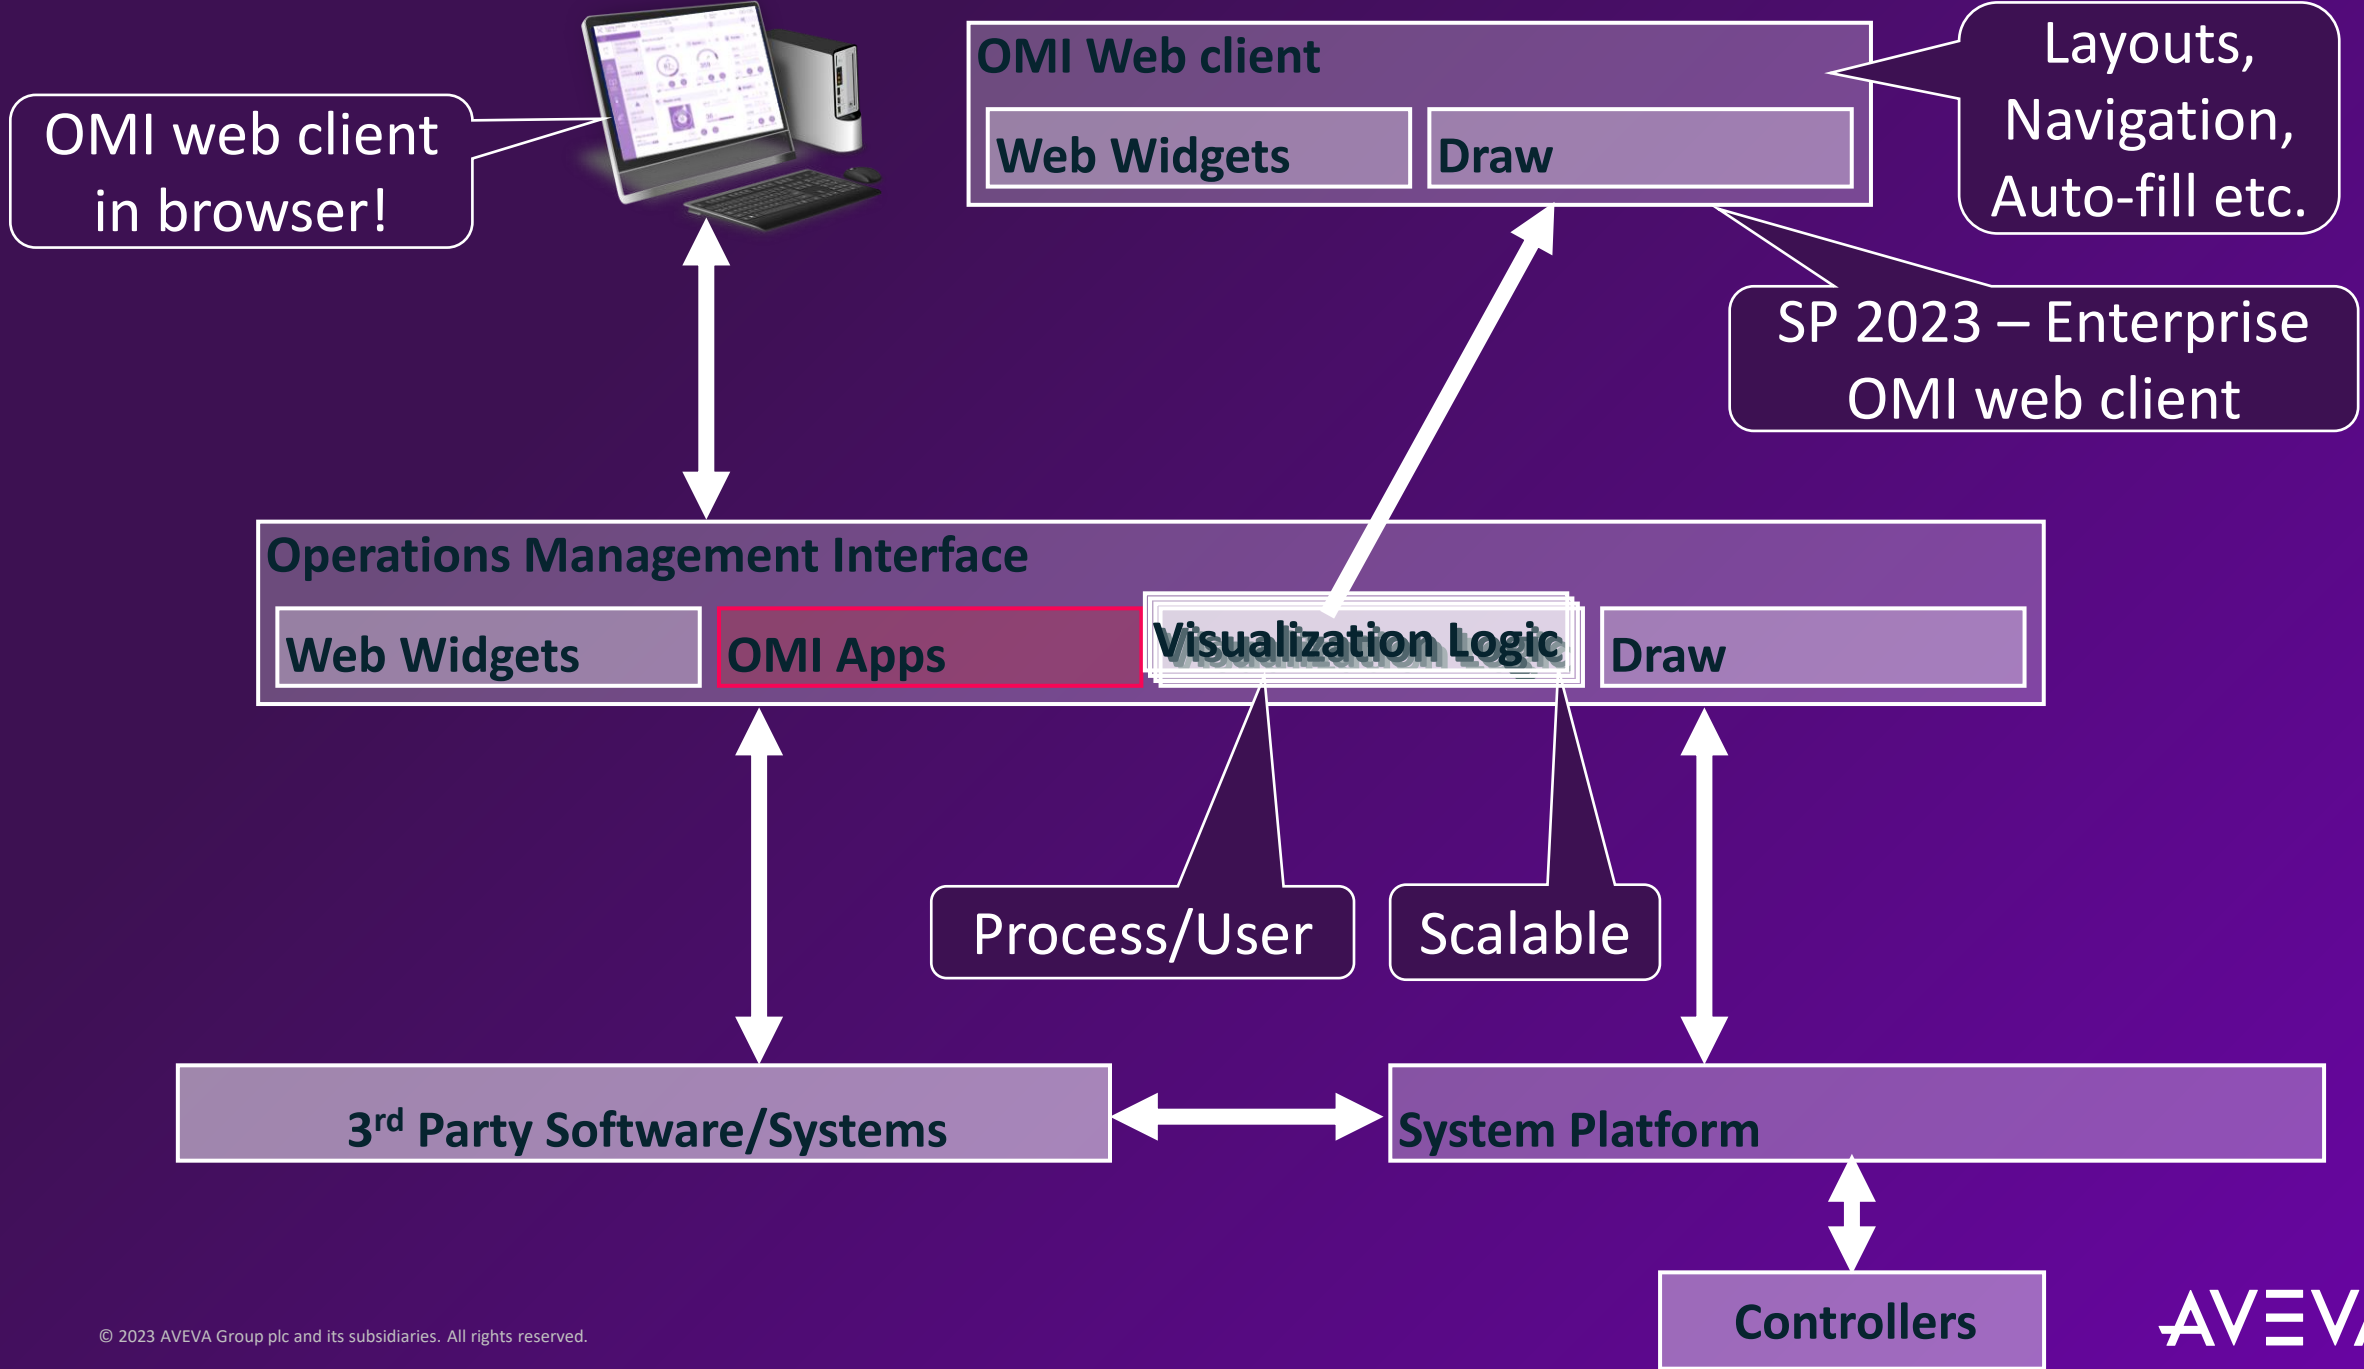 OMI web client
in browser!
OMI Web client
Web Widgets
Draw
Layouts,
Navigation,
Auto-fill etc.
SP 2023 – Enterprise
OMI web client
Operations Management Interface
Web Widgets
OMI Apps
Visualization Logic
Draw
Process/User
Scalable
3rd Party Software/Systems
System Platform
Controllers
© 2023 AVEVA Group plc and its subsidiaries. All rights reserved.
AVEVA